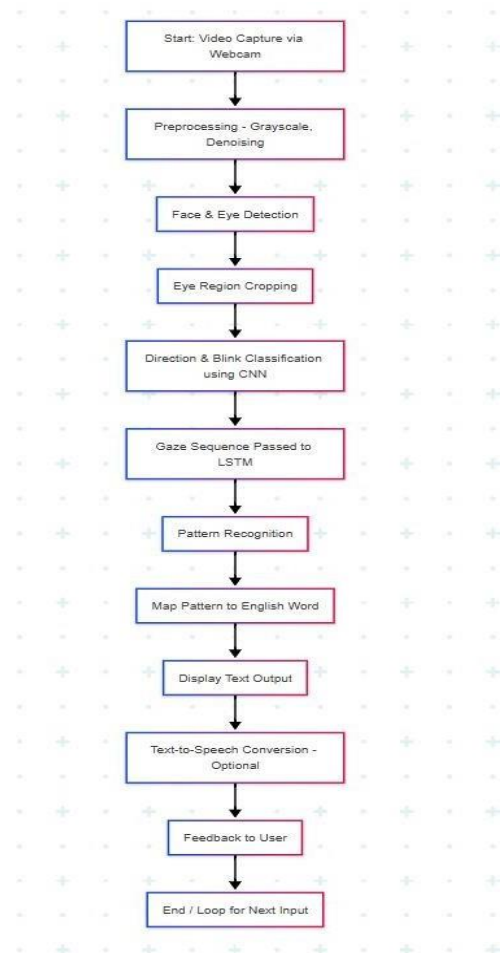 Start: Video Capture via
Webcam
Preprocessing - Grayscale,
Denoising
Face & Eye Detection
Eye Region Cropping
Direction & Blink Classification
using CNN
Gaze Sequence Passed to
LSTM
Pattern Recognition
Map Pattern to English Word
Display Text Output
Text-to-Speech Conversion -
Optional
Feedback to User
End / Loop for Next Input